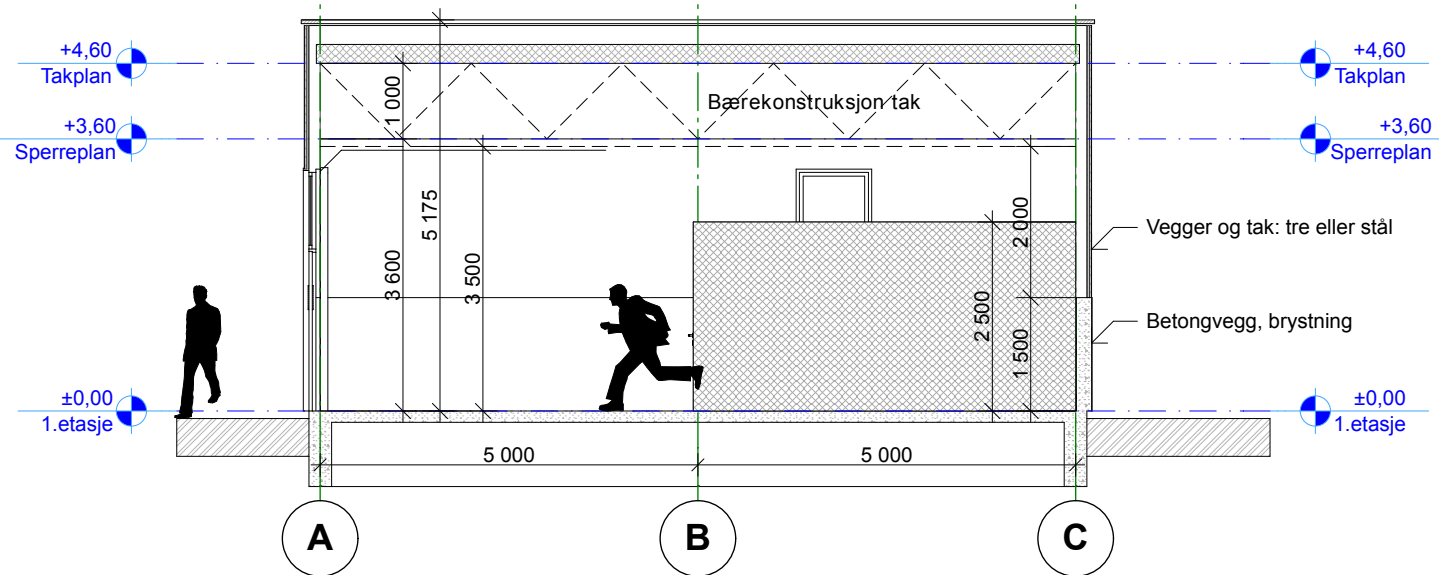 +4,60
Takplan
+4,60
Takplan
1 000
Bærekonstruksjon tak
+3,60
Sperreplan
+3,60
Sperreplan
5 175
3 600
3 500
2 000
Vegger og tak: tre eller stål
2 500
1 500
Betongvegg, brystning
±0,00
1.etasje
±0,00
1.etasje
5 000
5 000
A
B
C